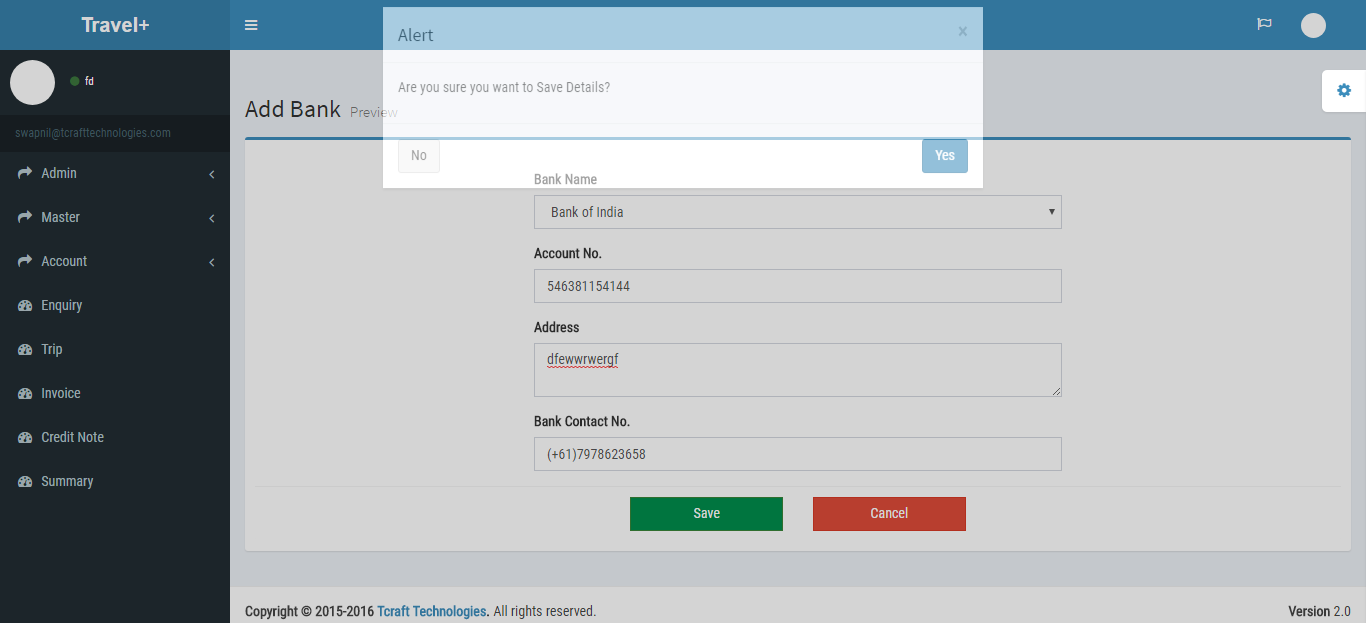 Travel+
Alert
×
fd
Are you sure you want to Save Details?
Add Bank Preview
swapnil@tcrafttechnologies.com
No
Yes
Admin
Bank Name
Master
Bank of India
Account No.
Account
546381154144
Enquiry
Address
Trip
dfewwrwergf
Invoice
Bank Contact No.
Credit Note
(+61)7978623658
Summary
Save
Cancel
Copyright © 2015-2016 Tcraft Technologies. All rights reserved.
Version 2.0